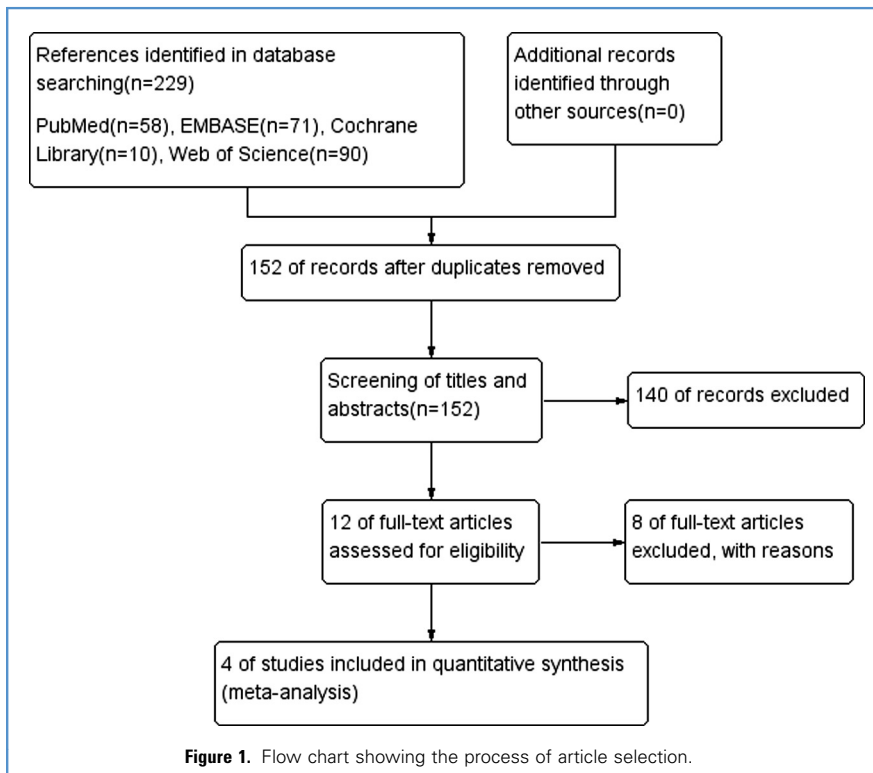 References identified in database
searching(n=229)
PubMed(n=58), EMBASE(n=71), Cochrane
Library(n=10), Web of Science(n=90)
Additional records
identified through
other sources(n=0)
152 of records after duplicates removed
Screening of titles and
abstracts(n=152)
140 of records excluded
12 of full-text articles
assessed for eligibility
8 of full-text articles
excluded, with reasons
4 of studies included in quantitative synthesis
(meta-analysis)
Figure 1. Flow chart showing the process of article selection.